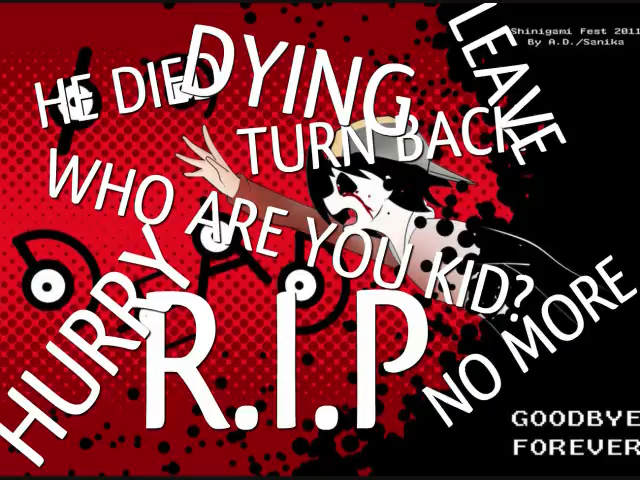 Shinigami Fest 2011
By A.D./Sanika
LEAVE
HE DIED
DYING
TURN BACK
WHO ARE YOU KID?
HURRY
R.I.P
NO MORE
GOODBYE
FOREVER